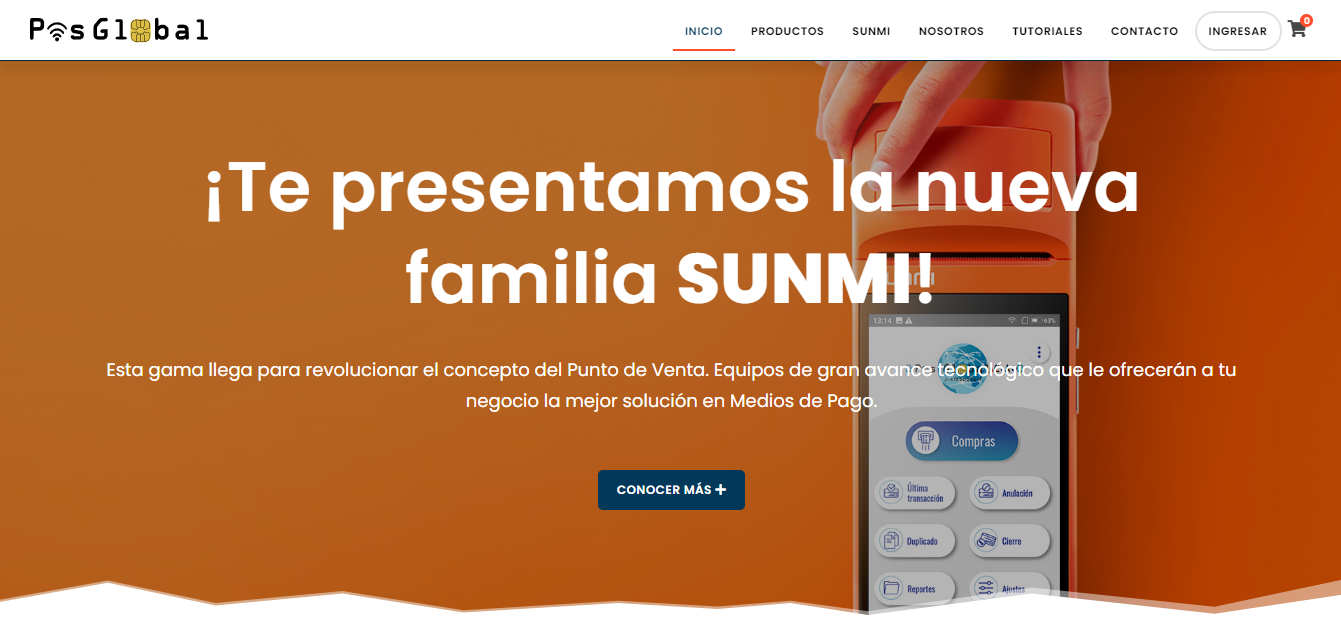 PosGlobal
INICIO
PRODUCTOS
SUNMI
NOSOTROS
TUTORIALES
CONTACTO
INGRESAR
0
¡Te presentamos la nueva
familia SUNMI!
Esta gama llega para revolucionar el concepto del Punto de Venta. Equipos de gran avance tecnológico que le ofrecerán a tu
negocio la mejor solución en Medios de Pago.
CONOCER MÁS +
13:14
63%
Compras
Última
transacción
Anulación
Duplicado
Cierre
Reportes
Ajustes